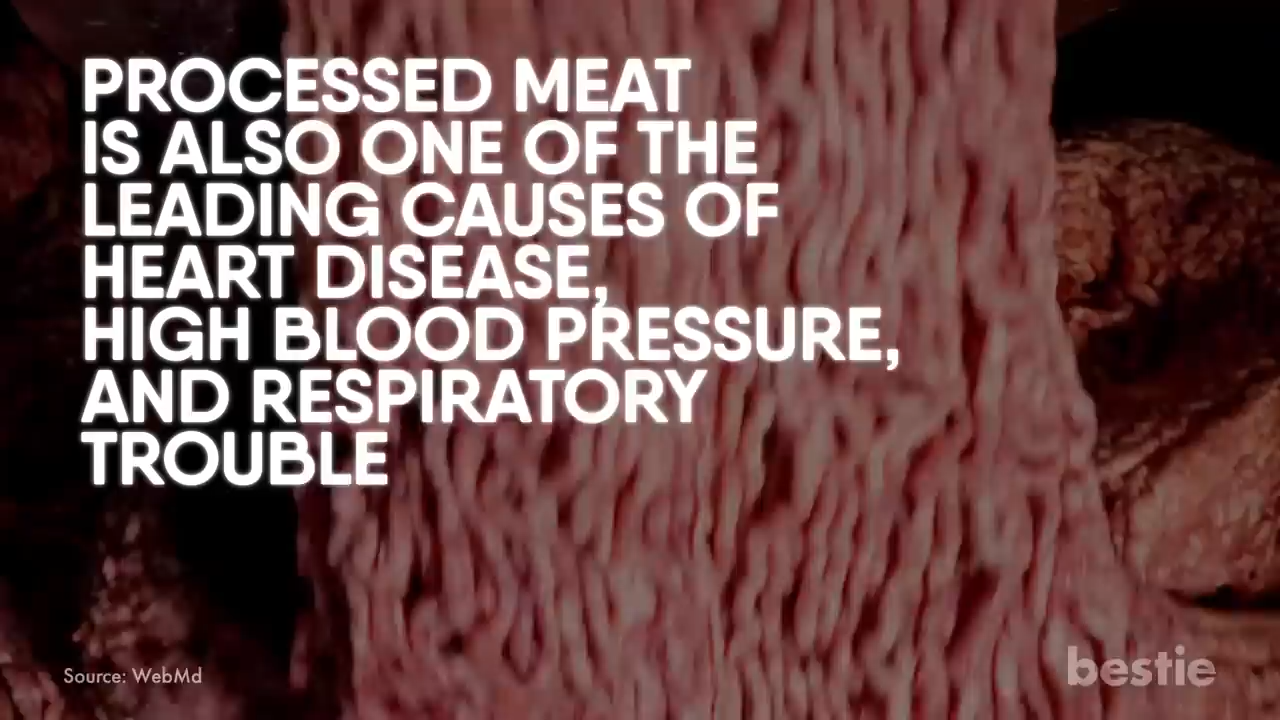 PROCESSED MEAT
IS ALSO ONE OF THE
LEADING CAUSES OF
HEART DISEASE,
HIGH BLOOD PRESSURE,
AND RESPIRATORY
TROUBLE
Source: WebMd
bestie